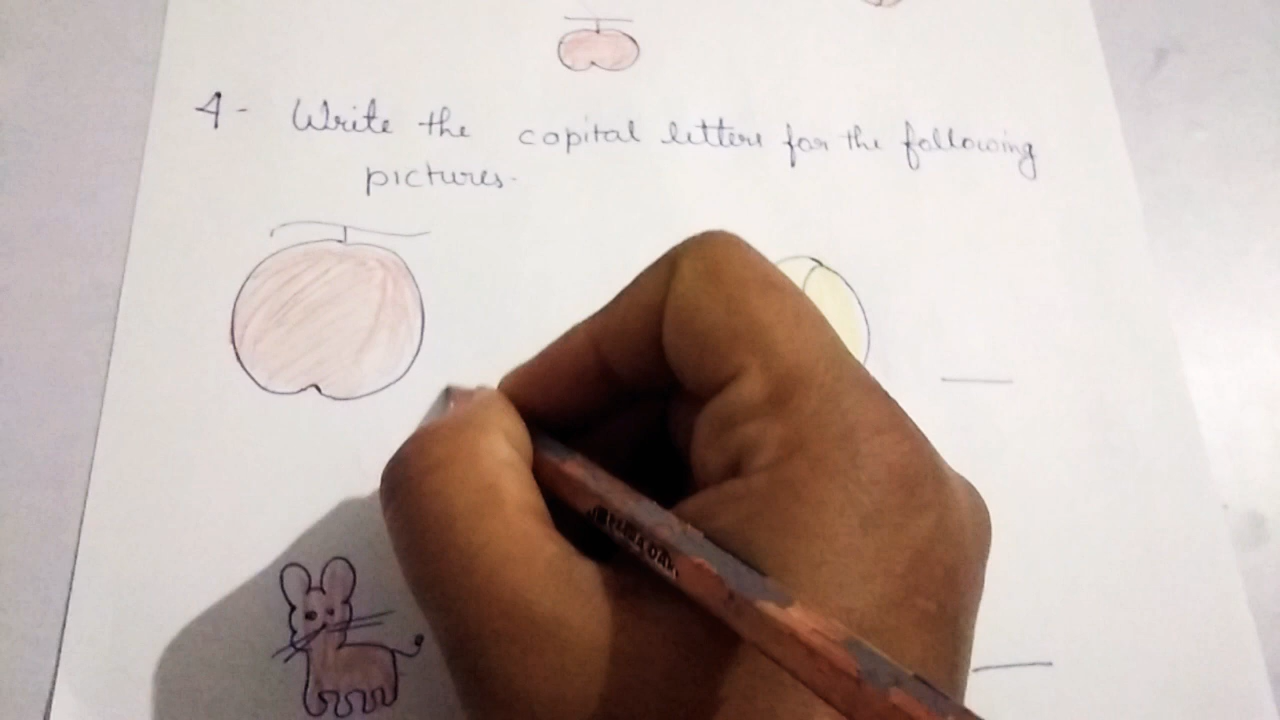 4- Write the copital letters for the following
pictures.